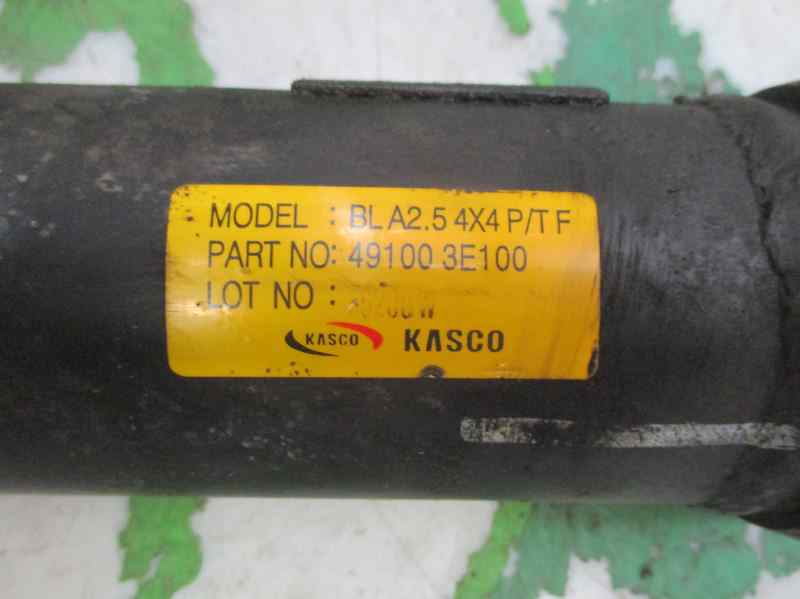 MODEL : BL A2.5 4X4 P/T F
PART NO: 49100 3E100
LOT NO :
KASCO KASCO